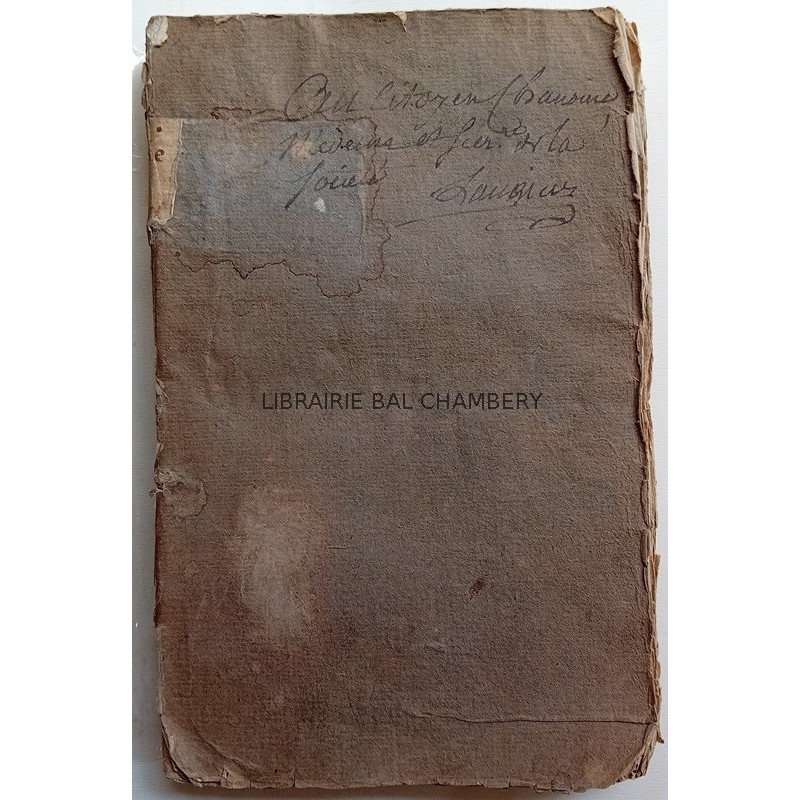 Au Citoyen Chanoine
Médecin et Secr. de la
Société
LIBRAIRIE BAL CHAMBERY